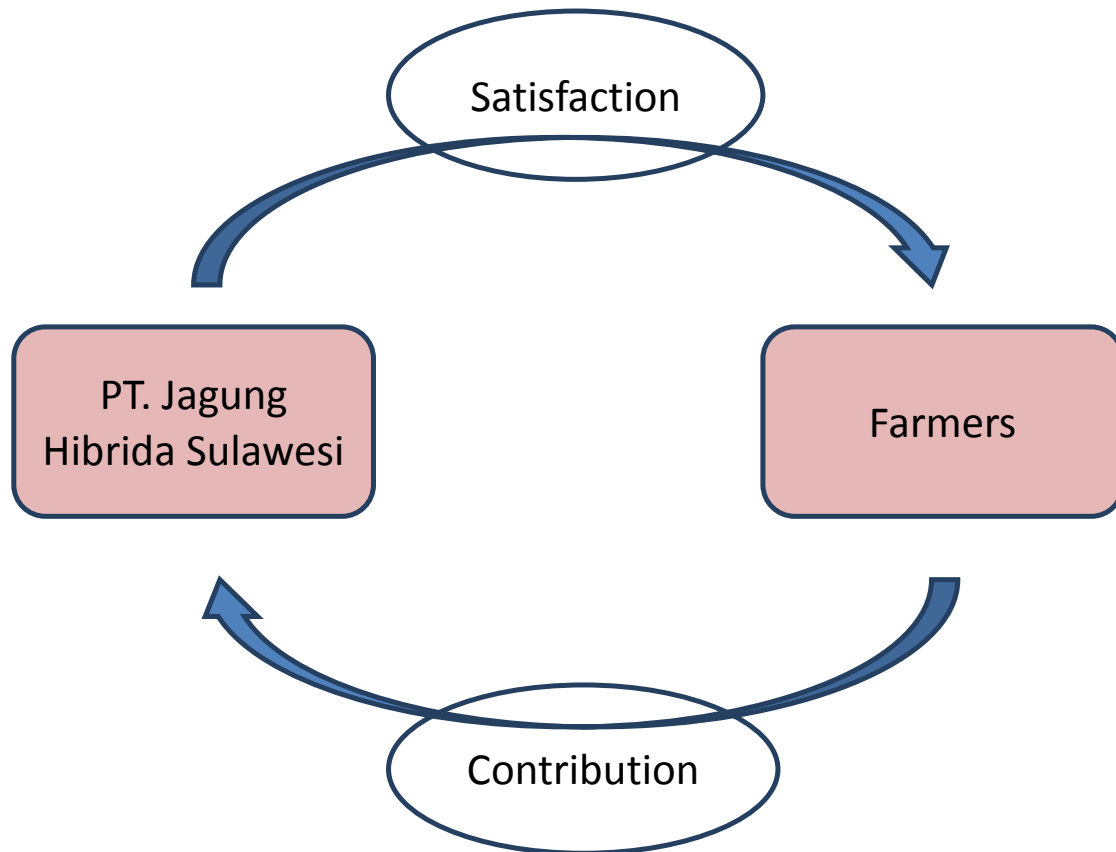 Satisfaction
PT. Jagung
Hibrida Sulawesi
Farmers
Contribution